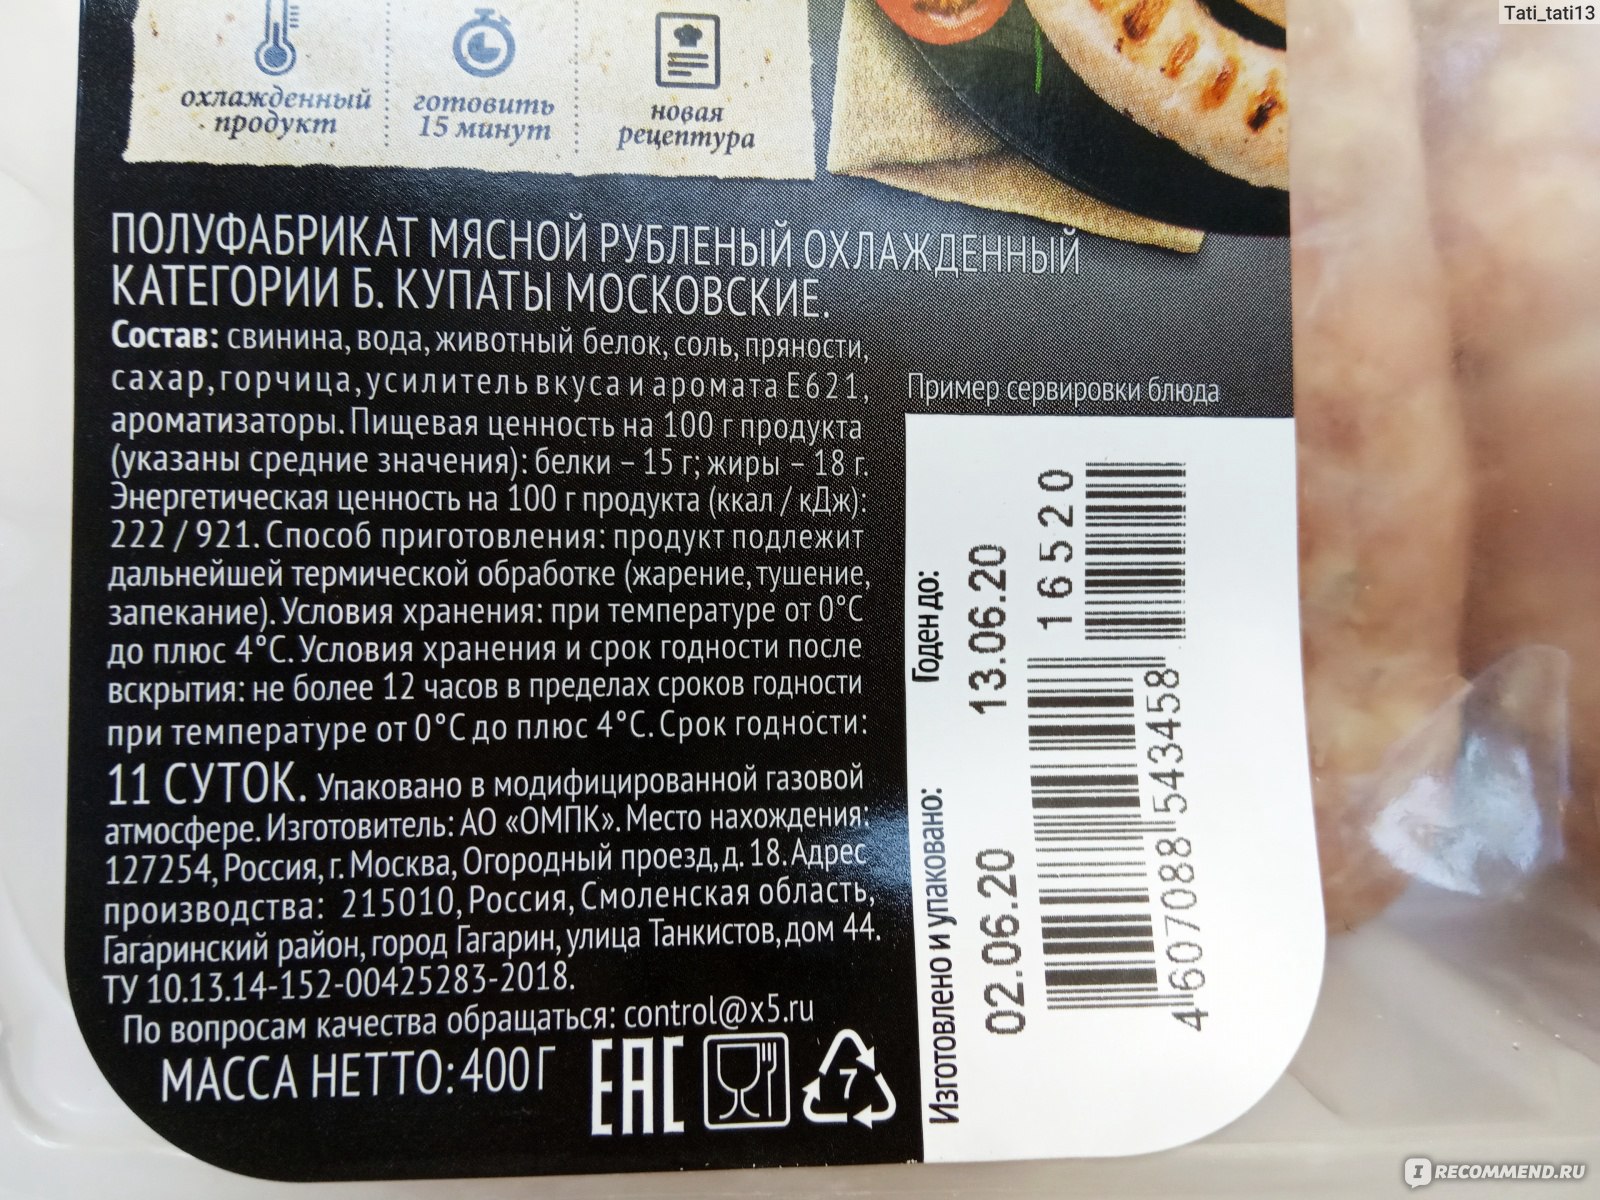 Tati_tati13
охлажденный
продукт
готовить
15 минут
новая
рецептура
ПОЛУФАБРИКАТ МЯСНОЙ РУБЛЕНЫЙ ОХЛАЖДЕННЫЙ
КАТЕГОРИИ Б. КУПАТЫ МОСКОВСКИЕ.
Состав: свинина, вода, животный белок, соль, пряности,
сахар, горчица, усилитель вкуса и аромата Е621,
ароматизаторы. Пищевая ценность на 100 г продукта
(указаны средние значения): белки – 15 г; жиры – 18 г.
Энергетическая ценность на 100 г продукта (ккал / кДж):
222 / 921. Способ приготовления: продукт подлежит
дальнейшей термической обработке (жарение, тушение,
запекание). Условия хранения: при температуре от 0°С
до плюс 4°С. Условия хранения и срок годности после
вскрытия: не более 12 часов в пределах сроков годности
при температуре от 0°С до плюс 4°С. Срок годности:
11 СУТОК. Упаковано в модифицированной газовой
атмосфере. Изготовитель: АО «ОМПК». Место нахождения:
127254, Россия, г. Москва, Огородный проезд, д. 18. Адрес
производства: 215010, Россия, Смоленская область,
Гагаринский район, город Гагарин, улица Танкистов, дом 44.
ТУ 10.13.14-152-00425283-2018.
По вопросам качества обращаться: control@x5.ru
МАССА НЕТТО: 400 Г
ЕАС
7
Пример сервировки блюда
Изготовлено и упаковано: Годен до:
02.06.20 13.06.20
16520
4 607088 543458
RECOMMEND.RU